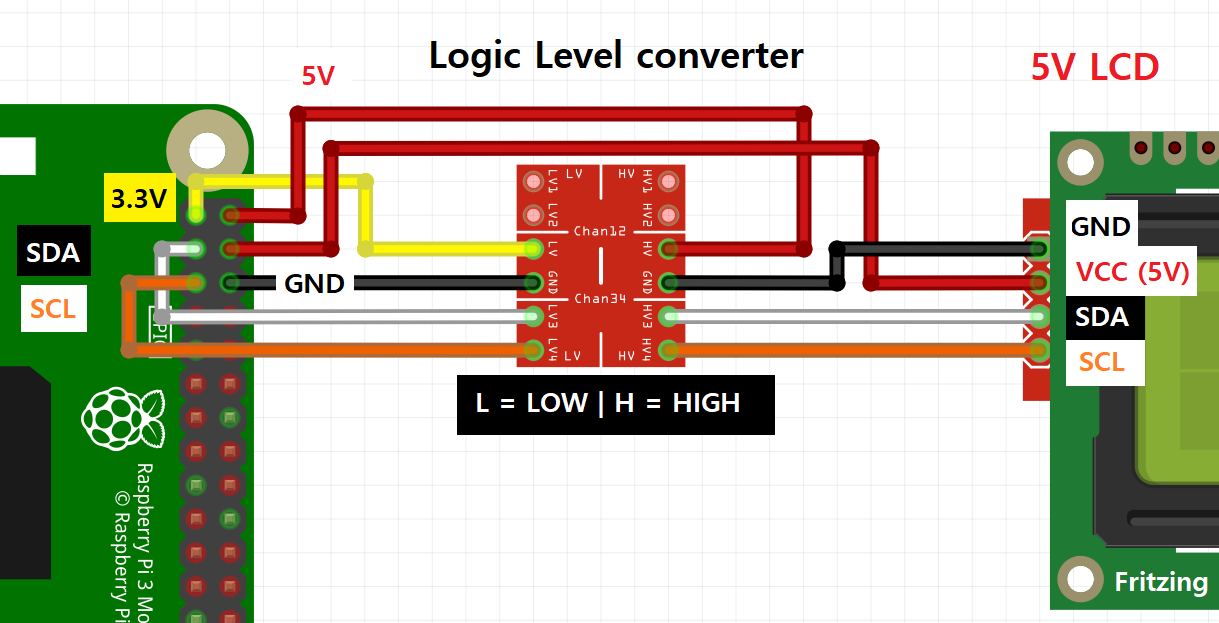 Logic Level converter
5V
5V LCD
3.3V
SDA
SCL
GND
LV HV
LV1 HV1
LV2 HV2
Chan12
LV HV
GND GND
Chan34
LV3 HV3
LV4 HV4
LV HV
L = LOW | H = HIGH
GND
VCC (5V)
SDA
SCL
Raspberry Pi 3 Mo
© Raspberry Pi
Fritzing